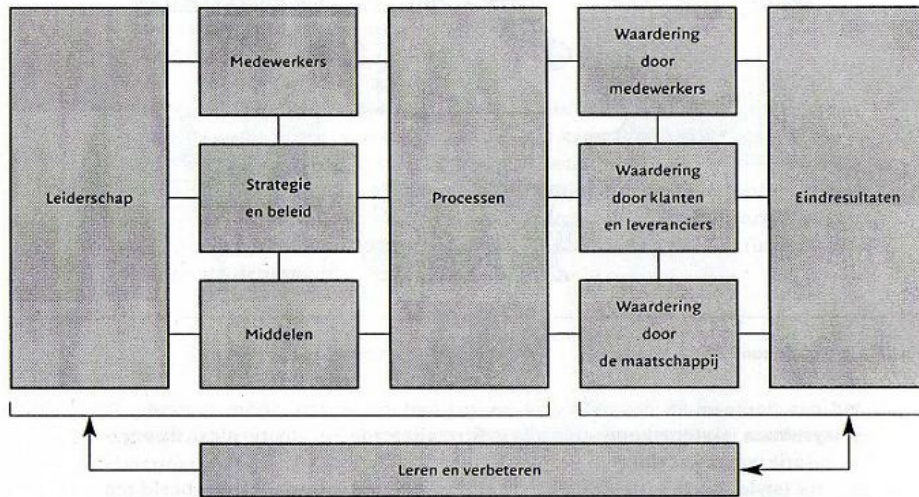 Leiderschap
Medewerkers
Strategie
en beleid
Middelen
Processen
Waardering
door
medewerkers
Waardering
door klanten
en leveranciers
Waardering
door
de maatschappij
Eindresultaten
Leren en verbeteren